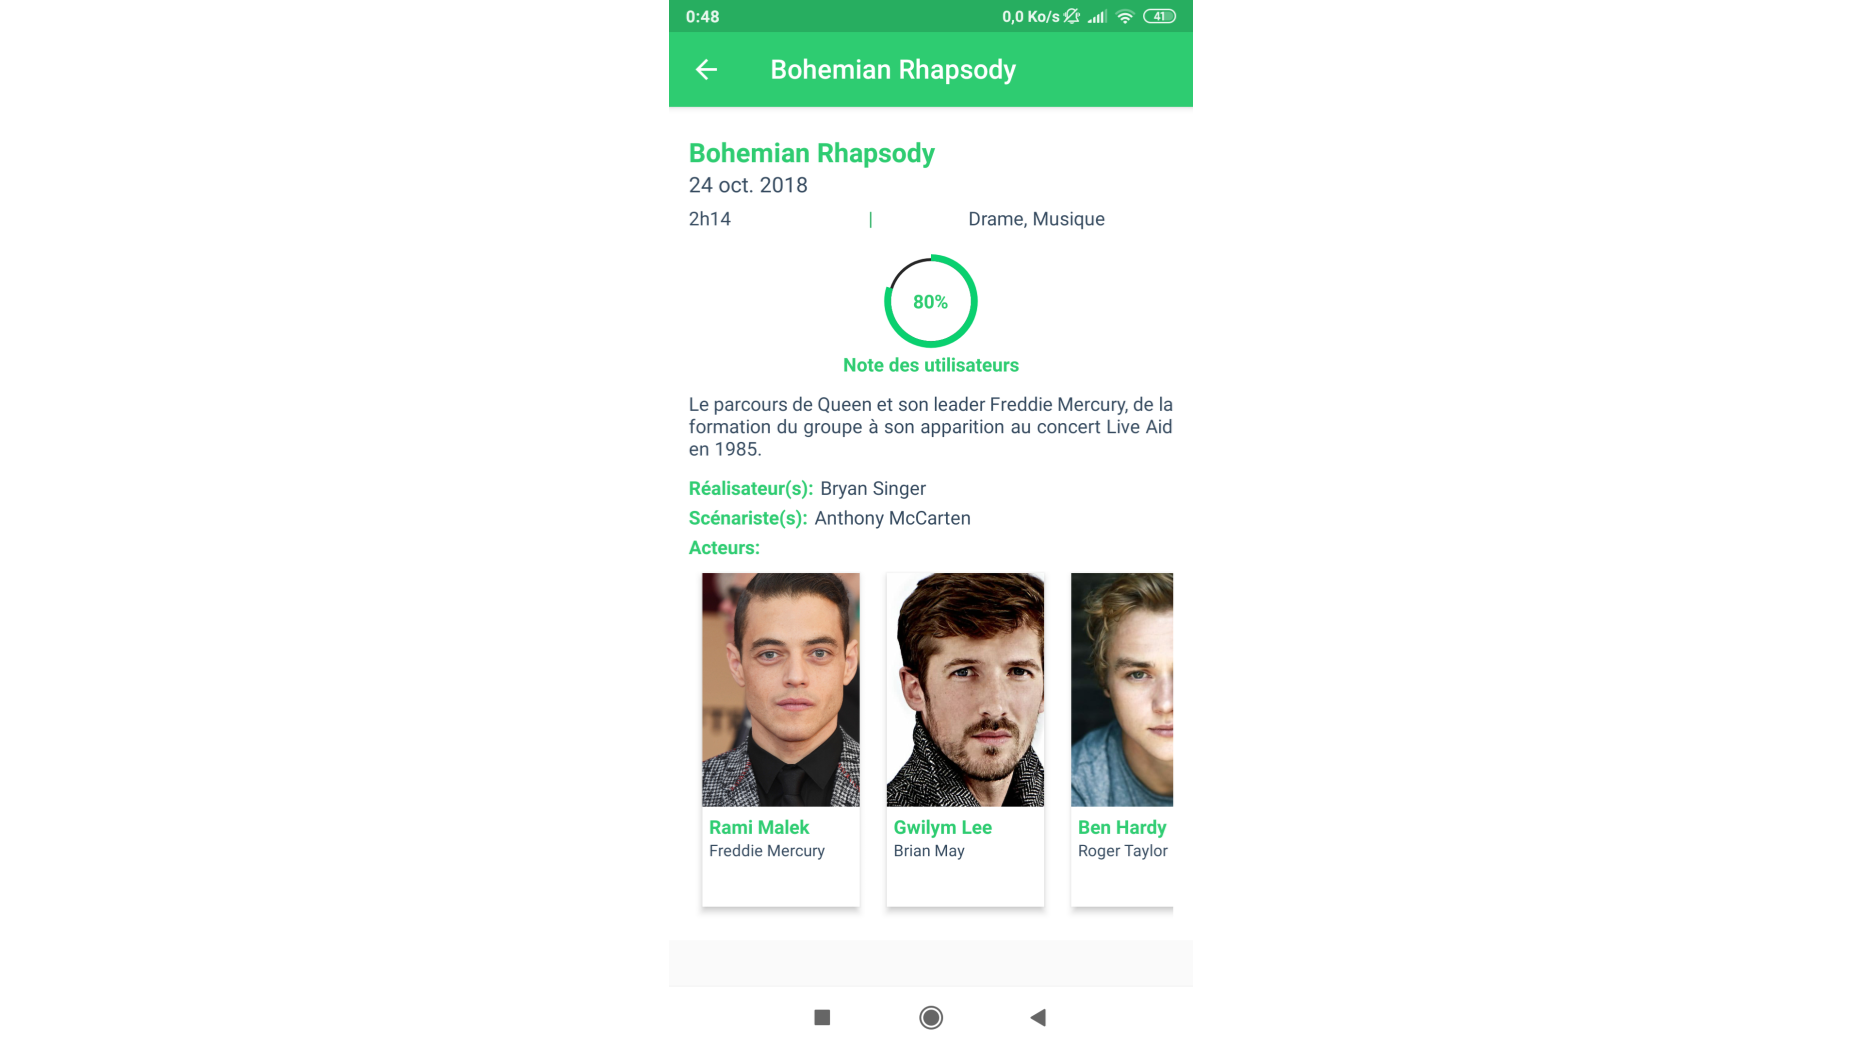 0:48
0,0 Ko/s
41
Bohemian Rhapsody
Bohemian Rhapsody
24 oct. 2018
2h14 | Drame, Musique
80%
Note des utilisateurs
Le parcours de Queen et son leader Freddie Mercury, de la
formation du groupe à son apparition au concert Live Aid
en 1985.
Réalisateur(s): Bryan Singer
Scénariste(s): Anthony McCarten
Acteurs:
Rami Malek
Freddie Mercury
Gwilym Lee
Brian May
Ben Hardy
Roger Taylor